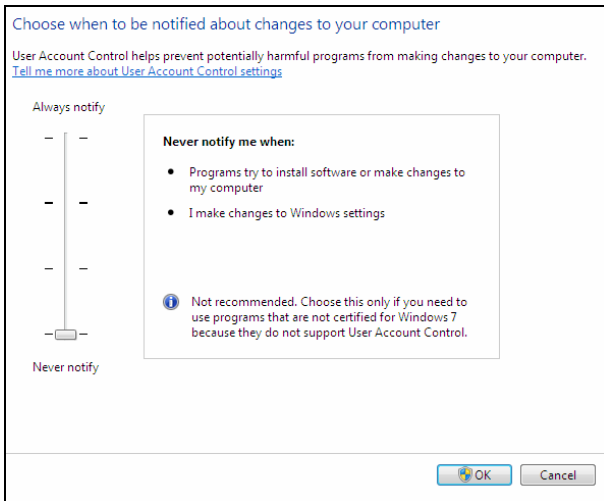 Choose when to be notified about changes to your computer
User Account Control helps prevent potentially harmful programs from making changes to your computer.
Tell me more about User Account Control settings
Always notify
Never notify me when:
• Programs try to install software or make changes to
my computer
• I make changes to Windows settings
Not recommended. Choose this only if you need to
use programs that are not certified for Windows 7
because they do not support User Account Control.
Never notify
OK
Cancel